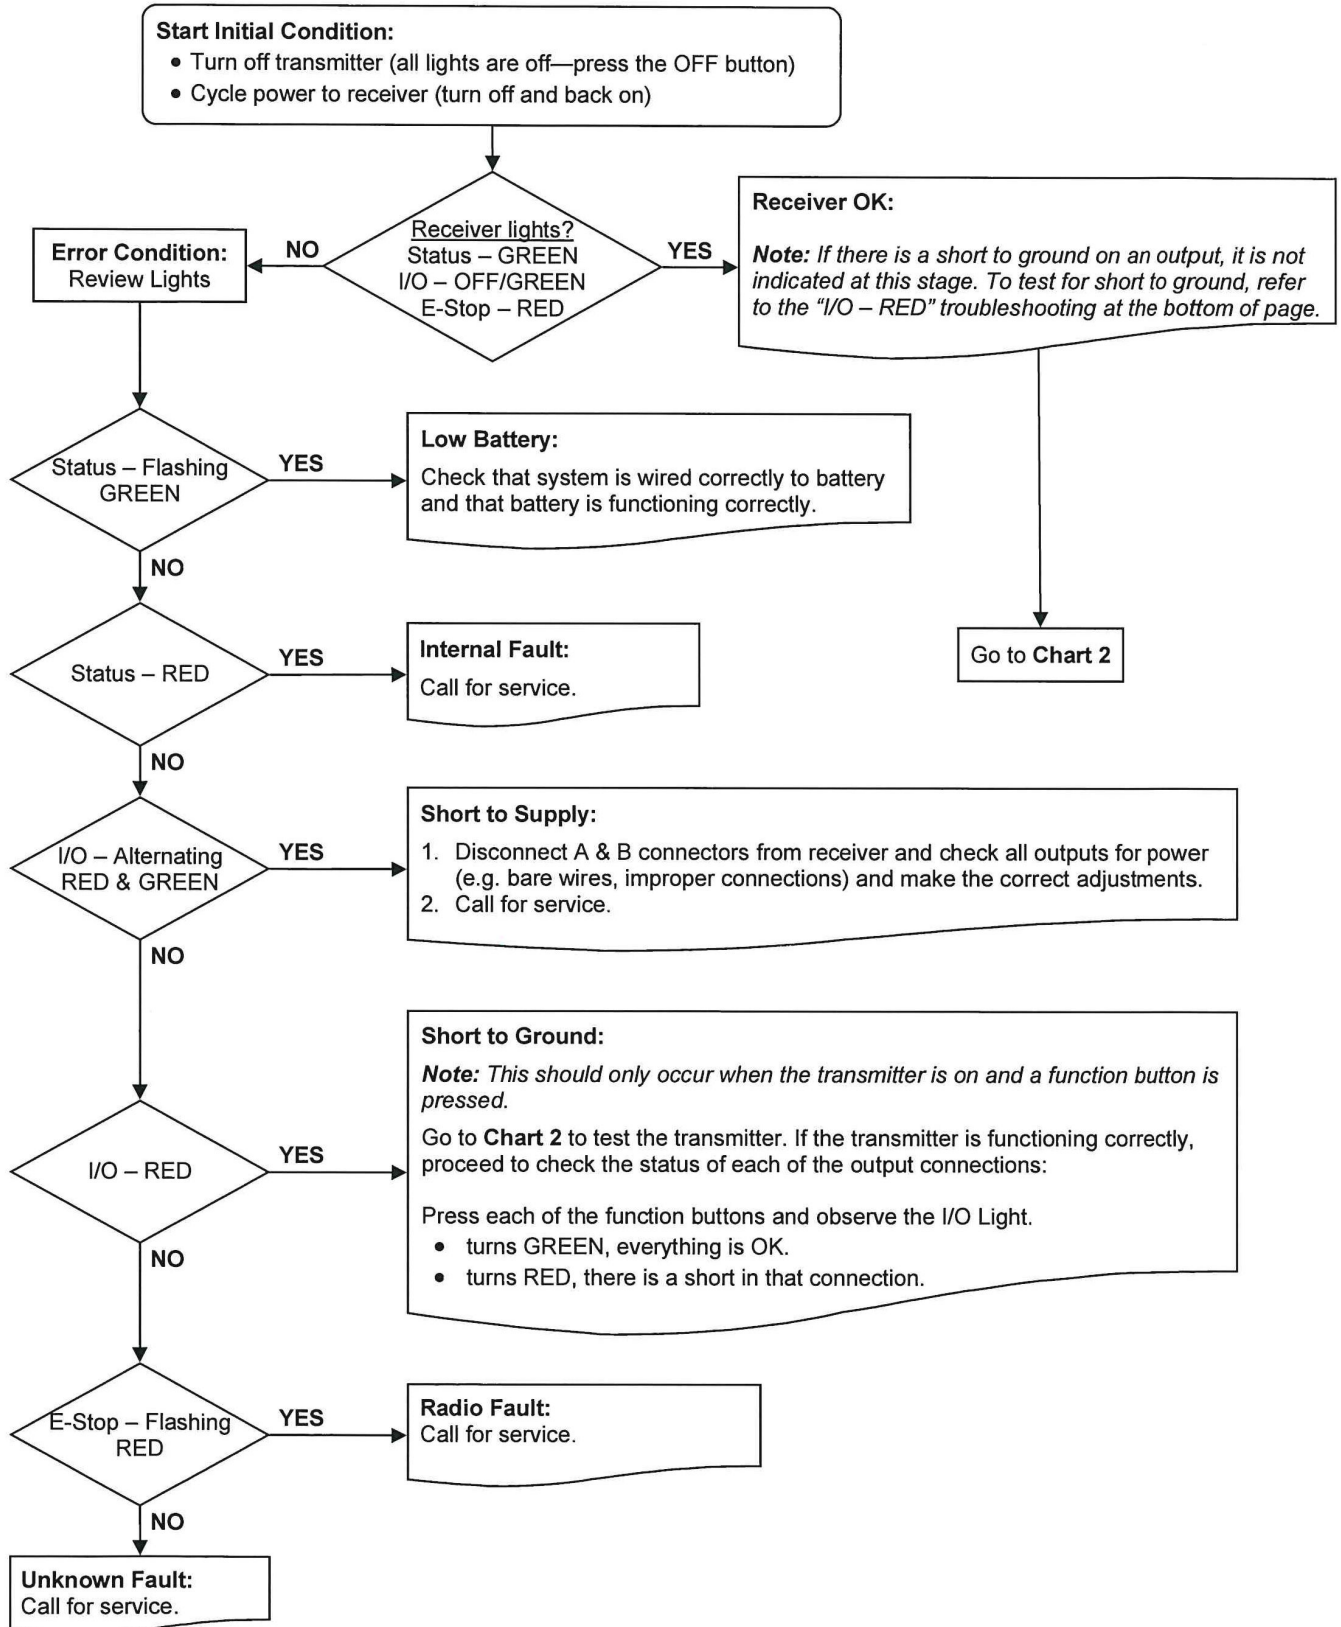 Start Initial Condition:
• Turn off transmitter (all lights are off—press the OFF button)
• Cycle power to receiver (turn off and back on)
Receiver lights?
Status – GREEN
I/O – OFF/GREEN
E-Stop – RED
NO
YES
Error Condition:
Review Lights
Receiver OK:
Note: If there is a short to ground on an output, it is not
indicated at this stage. To test for short to ground, refer
to the “I/O – RED” troubleshooting at the bottom of page.
Go to Chart 2
Status – Flashing
GREEN
YES
Low Battery:
Check that system is wired correctly to battery
and that battery is functioning correctly.
NO
Status – RED
YES
Internal Fault:
Call for service.
NO
I/O – Alternating
RED & GREEN
YES
Short to Supply:
1. Disconnect A & B connectors from receiver and check all outputs for power
(e.g. bare wires, improper connections) and make the correct adjustments.
2. Call for service.
NO
I/O – RED
YES
Short to Ground:
Note: This should only occur when the transmitter is on and a function button is
pressed.
Go to Chart 2 to test the transmitter. If the transmitter is functioning correctly,
proceed to check the status of each of the output connections:
Press each of the function buttons and observe the I/O Light.
• turns GREEN, everything is OK.
• turns RED, there is a short in that connection.
NO
E-Stop – Flashing
RED
YES
Radio Fault:
Call for service.
NO
Unknown Fault:
Call for service.